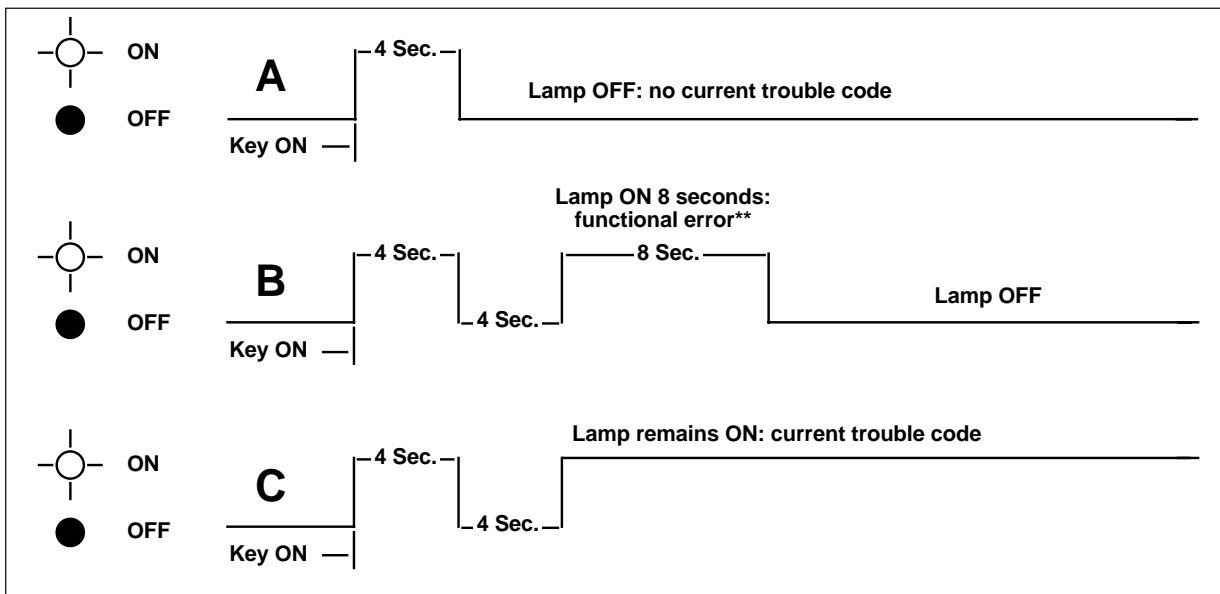 ON
A
4 Sec.
Lamp OFF: no current trouble code
OFF
Key ON
Lamp ON 8 seconds:
functional error**
ON
B
4 Sec.
8 Sec.
Lamp OFF
OFF
4 Sec.
Key ON
Lamp remains ON: current trouble code
ON
C
4 Sec.
OFF
4 Sec.
Key ON